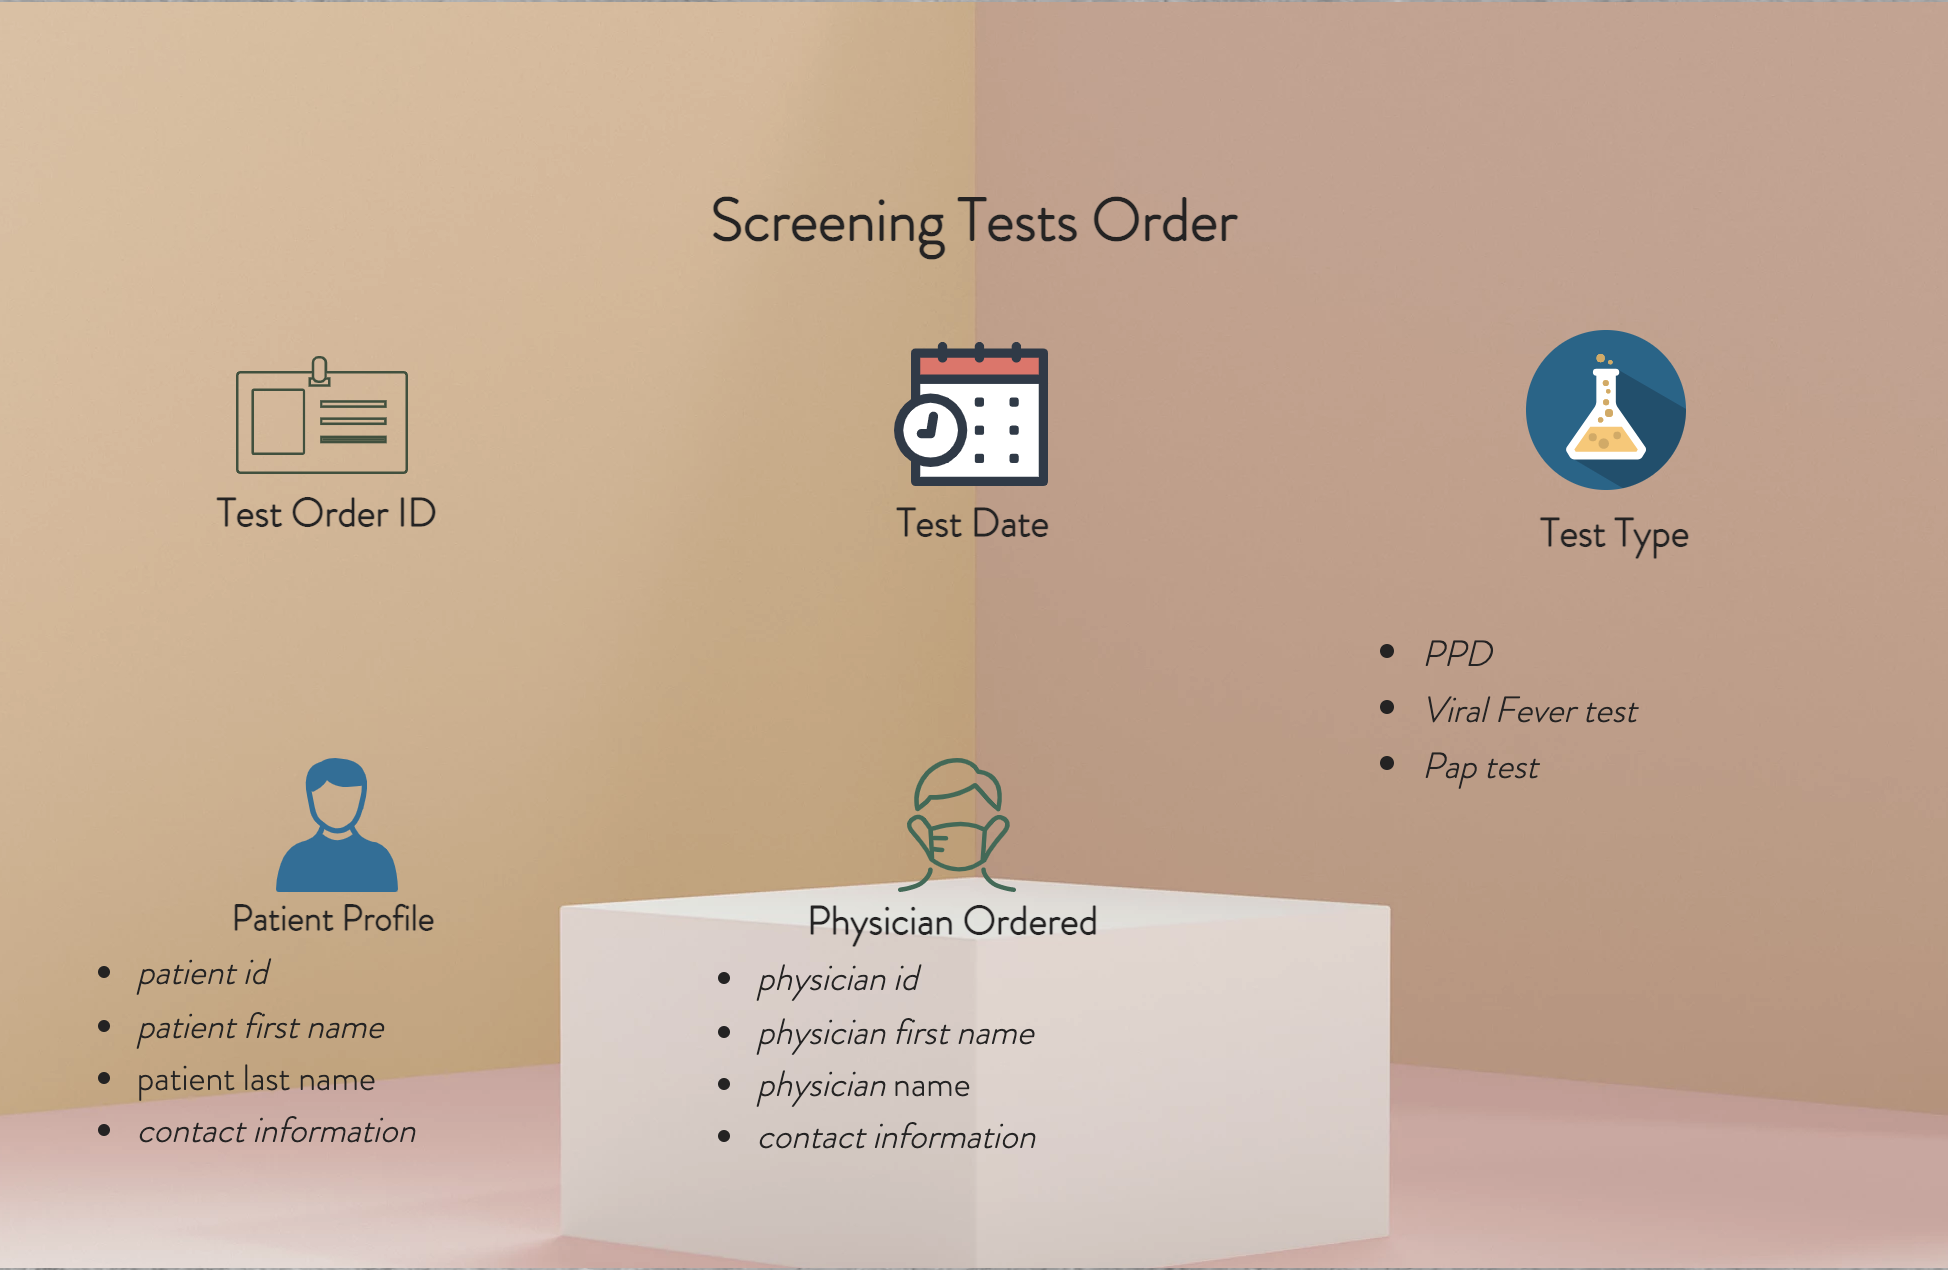 Screening Tests Order
Test Order ID
Test Date
Test Type
PPD
Viral Fever test
Pap test
Patient Profile
patient id
patient first name
patient last name
contact information
Physician Ordered
physician id
physician first name
physician name
contact information